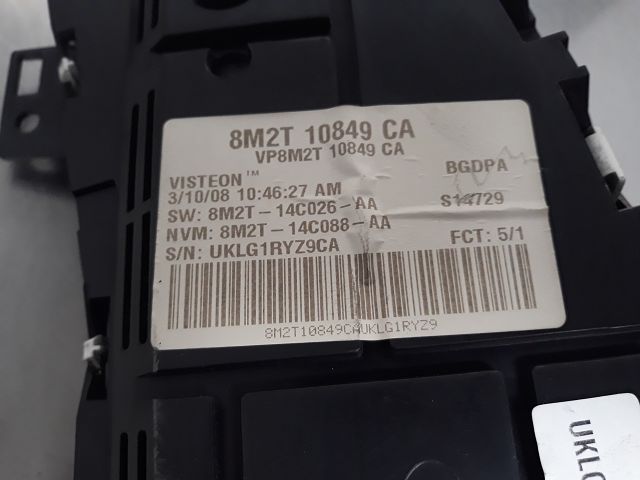 8M2T 10849 CA
VP8M2T 10849 CA
VISTEON™ BGDPA
3/10/08 10:46:27 AM
SW: 8M2T-14C026-AA S14729
NVM: 8M2T-14C088-AA
S/N: UKLG1RYZ9CA FCT: 5/1
8M2T10849CAUKLG1RYZ9
UKLG